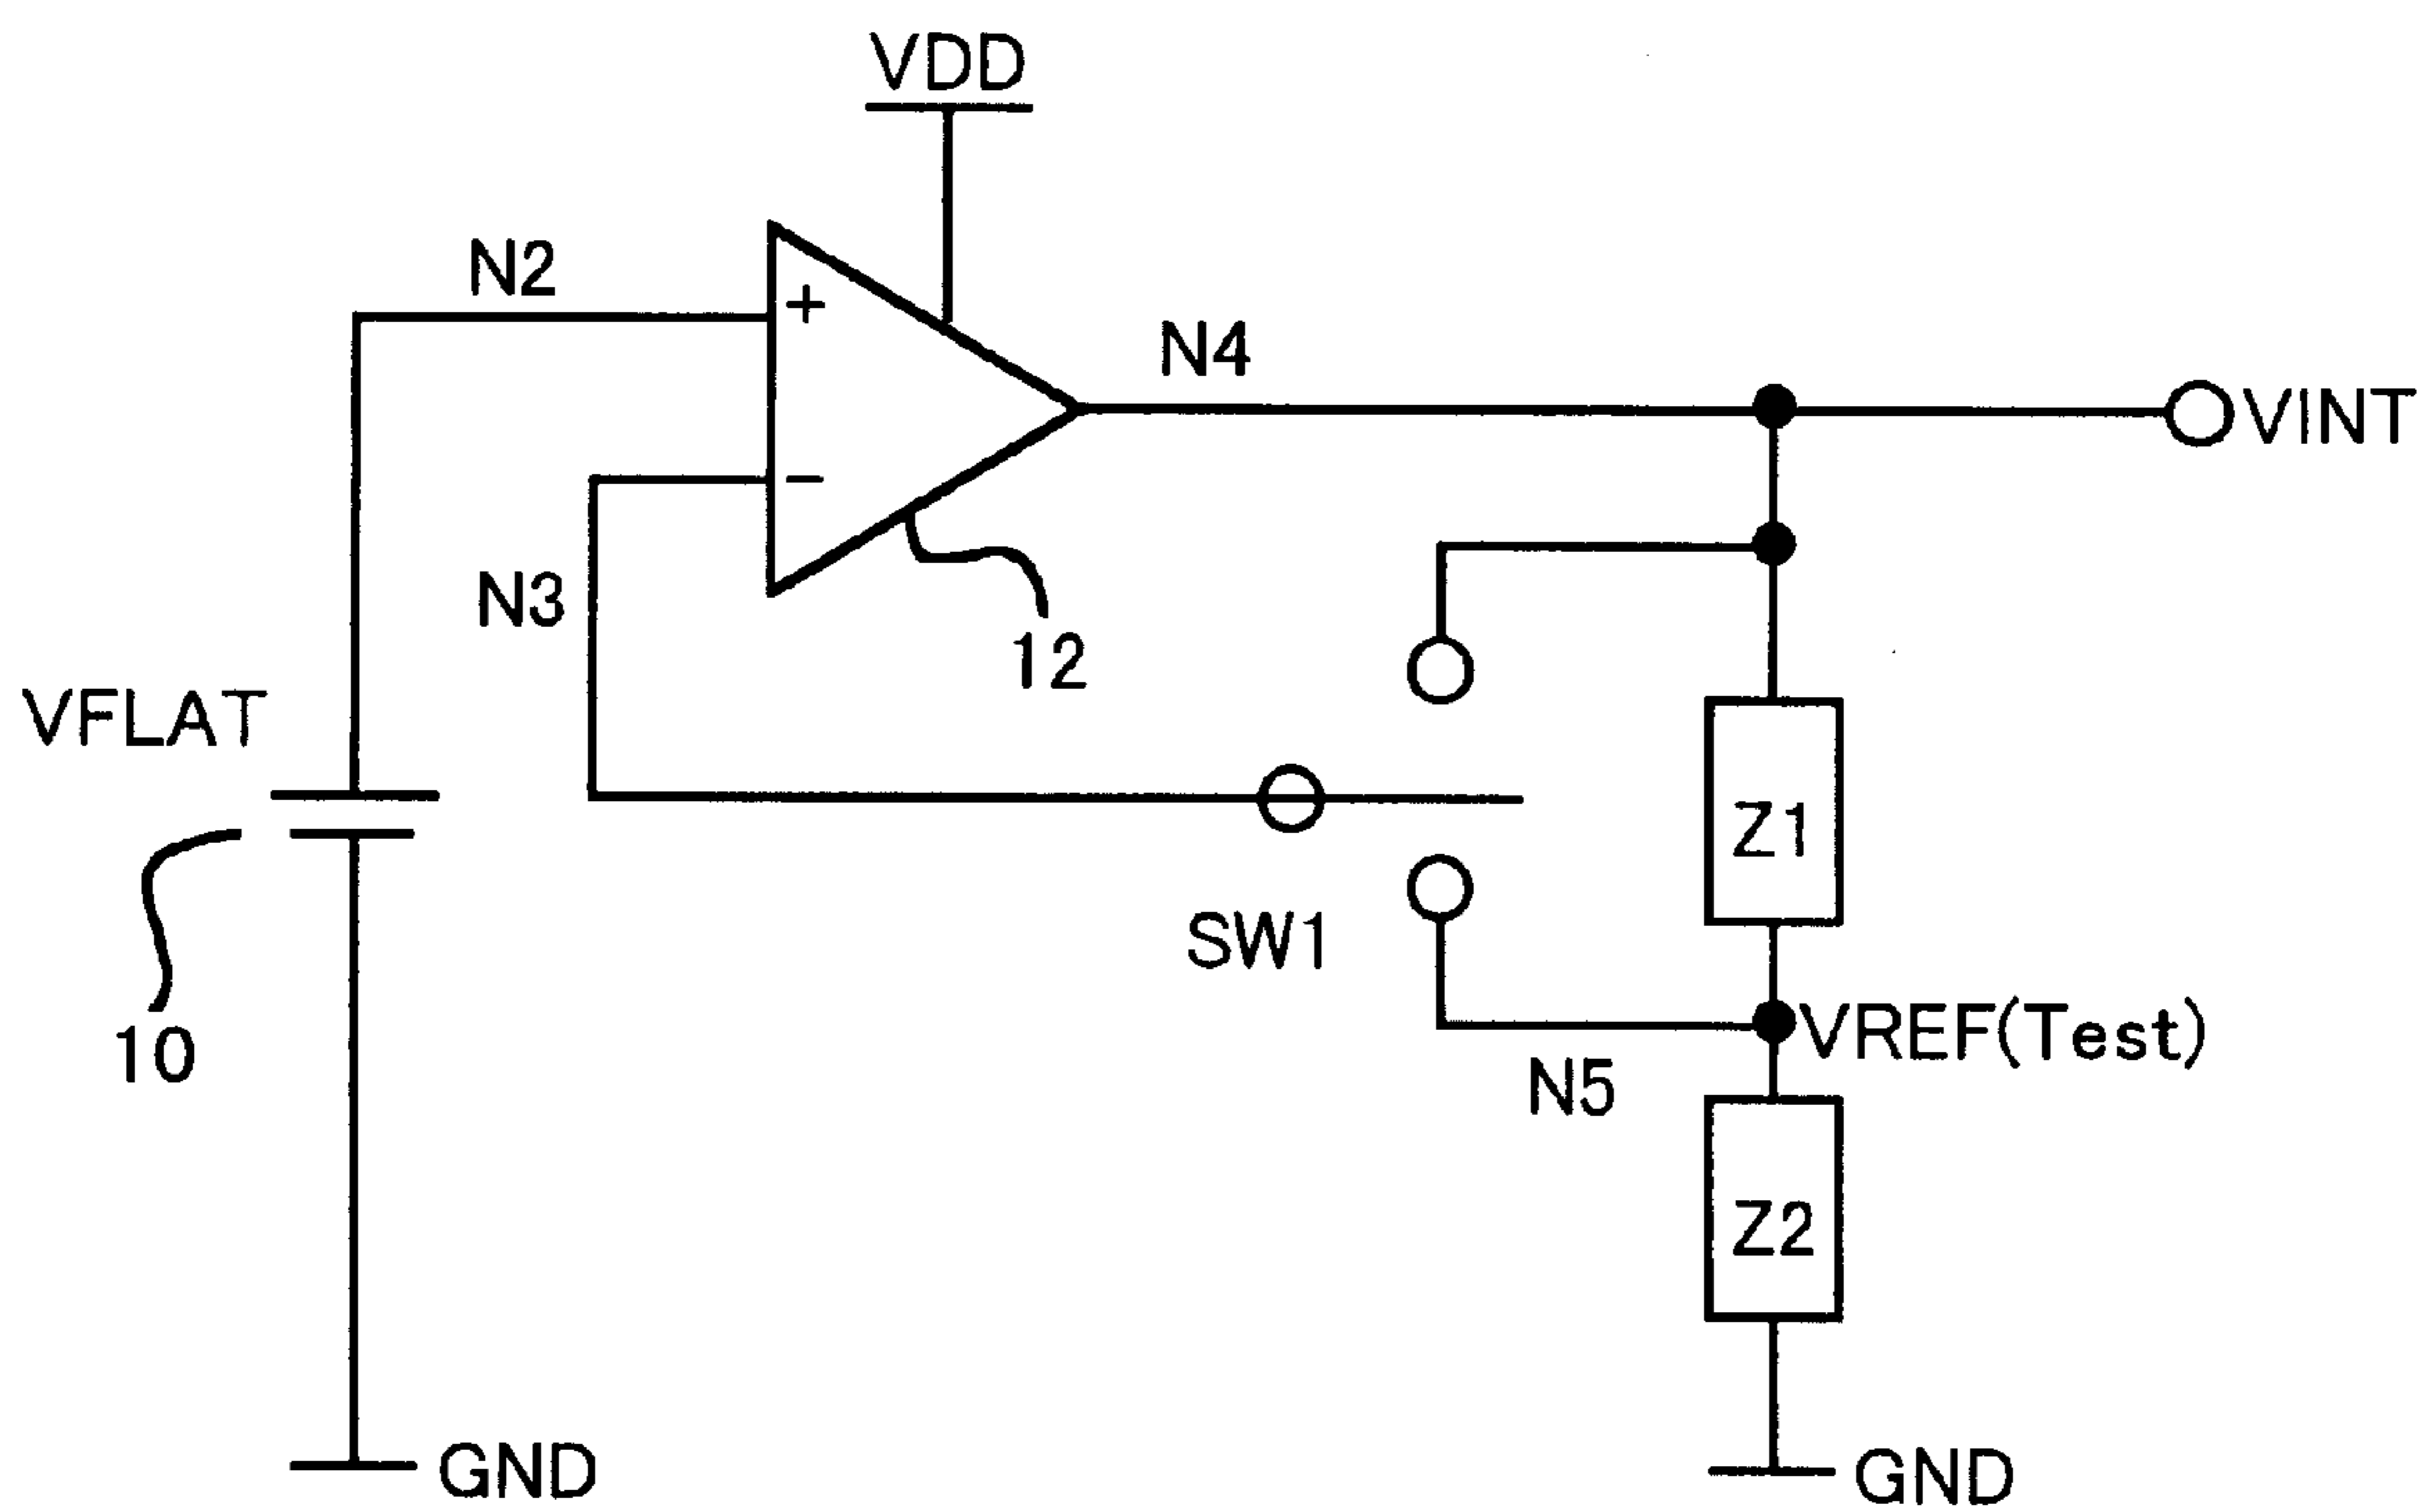 VDD
N2
+
N4
VINT
−
N3
12
VFLAT
Z1
SW1
10
VREF(Test)
N5
Z2
GND
GND